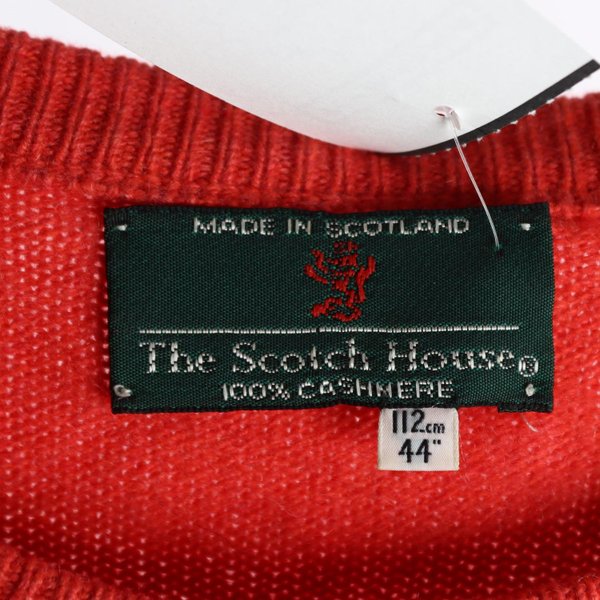 MADE IN SCOTLAND
The Scotch House®
100% CASHMERE
112cm
44"